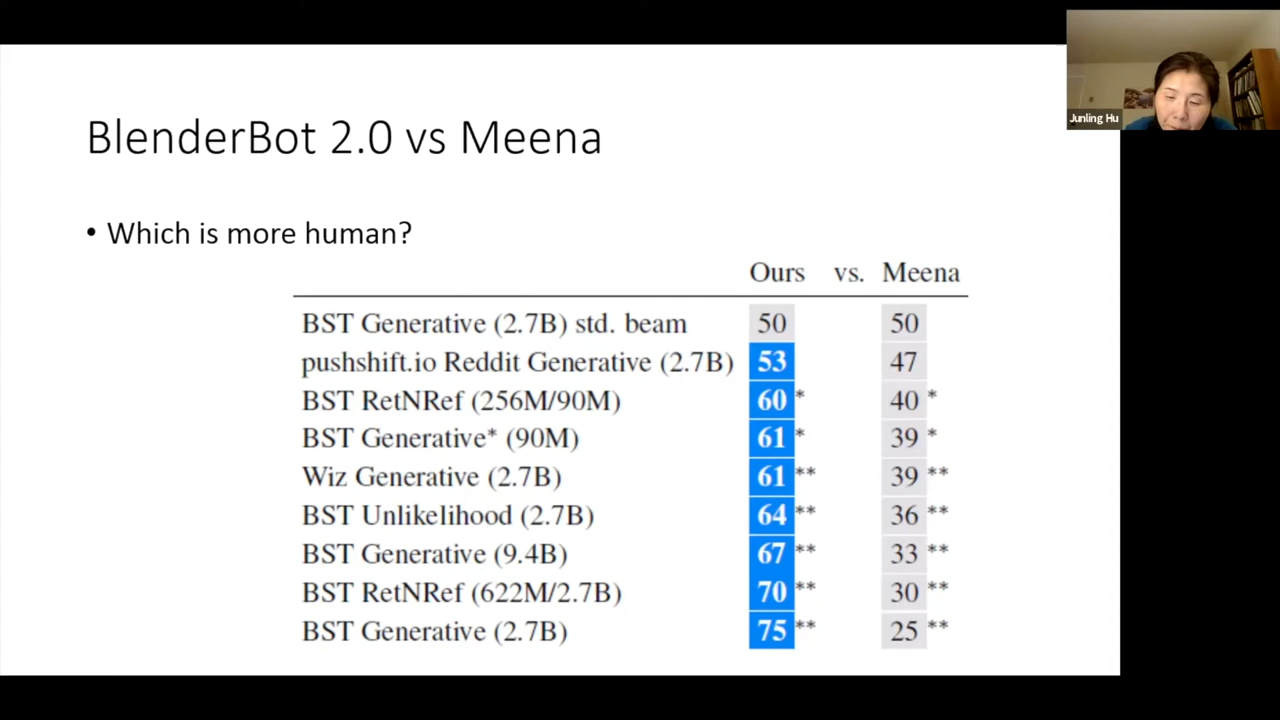 Junling Hu
BlenderBot 2.0 vs Meena
• Which is more human?
Ours vs. Meena
BST Generative (2.7B) std. beam 50 50
pushshift.io Reddit Generative (2.7B) 53 47
BST RetNRef (256M/90M) 60 * 40 *
BST Generative* (90M) 61 * 39 *
Wiz Generative (2.7B) 61 ** 39 **
BST Unlikelihood (2.7B) 64 ** 36 **
BST Generative (9.4B) 67 ** 33 **
BST RetNRef (622M/2.7B) 70 ** 30 **
BST Generative (2.7B) 75 ** 25 **